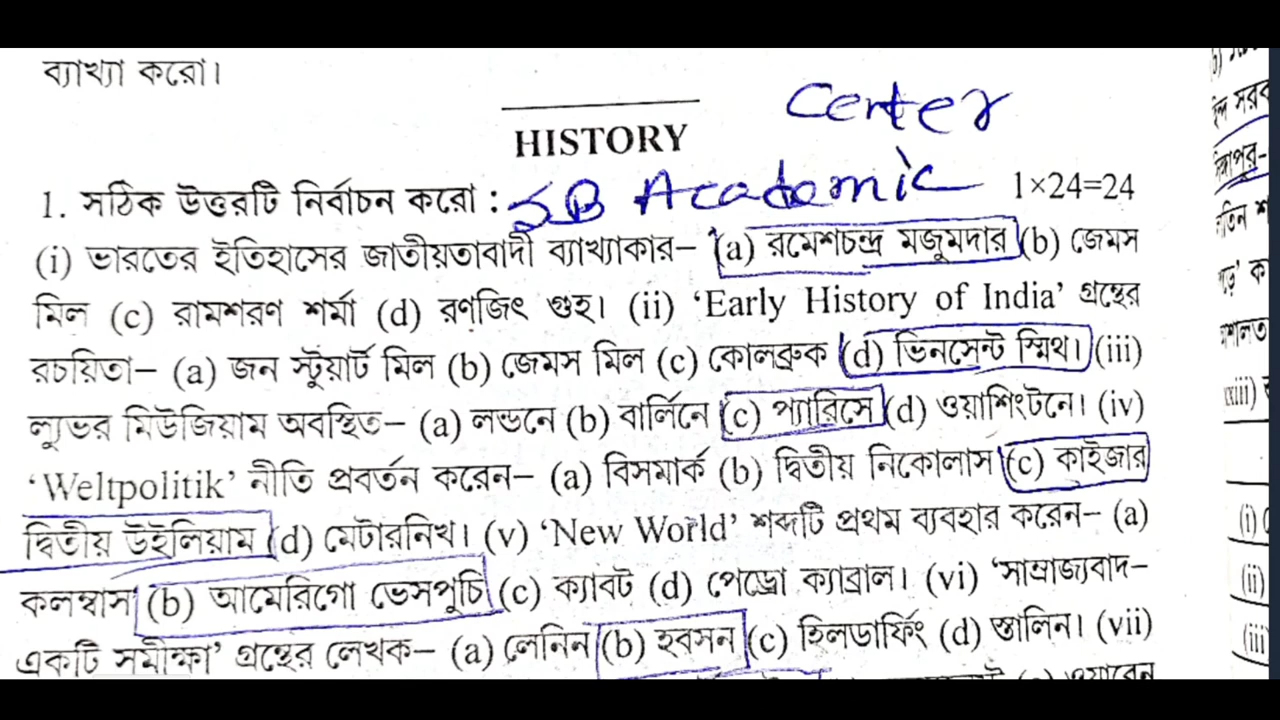 ব্যাখ্যা করো।
Center
HISTORY
1. সঠিক উত্তরটি নির্বাচন করো : SB Academic 1×24=24
(i) ভারতের ইতিহাসের জাতীয়তাবাদী ব্যাখ্যাকার– (a) রমেশচন্দ্র মজুমদার (b) জেমস
মিল (c) রামশরণ শর্মা (d) রণজিৎ গুহ। (ii) ‘Early History of India’ গ্রন্থের
রচয়িতা– (a) জন স্টুয়ার্ট মিল (b) জেমস মিল (c) কোলব্রুক (d) ভিনসেন্ট স্মিথ। (iii)
ল্যুভর মিউজিয়াম অবস্থিত– (a) লন্ডনে (b) বার্লিনে (c) প্যারিসে (d) ওয়াশিংটনে। (iv)
‘Weltpolitik’ নীতি প্রবর্তন করেন– (a) বিসমার্ক (b) দ্বিতীয় নিকোলাস (c) কাইজার
দ্বিতীয় উইলিয়াম (d) মেটারনিখ। (v) ‘New World’ শব্দটি প্রথম ব্যবহার করেন– (a)
কলম্বাস (b) আমেরিগো ভেসপুচি (c) ক্যাবট (d) পেড্রো ক্যাব্রাল। (vi) ‘সাম্রাজ্যবাদ–
একটি সমীক্ষা’ গ্রন্থের লেখক– (a) লেনিন (b) হবসন (c) হিলডার্ফিং (d) স্তালিন। (vii)
(xiii)
(i)
(ii)
(iii)